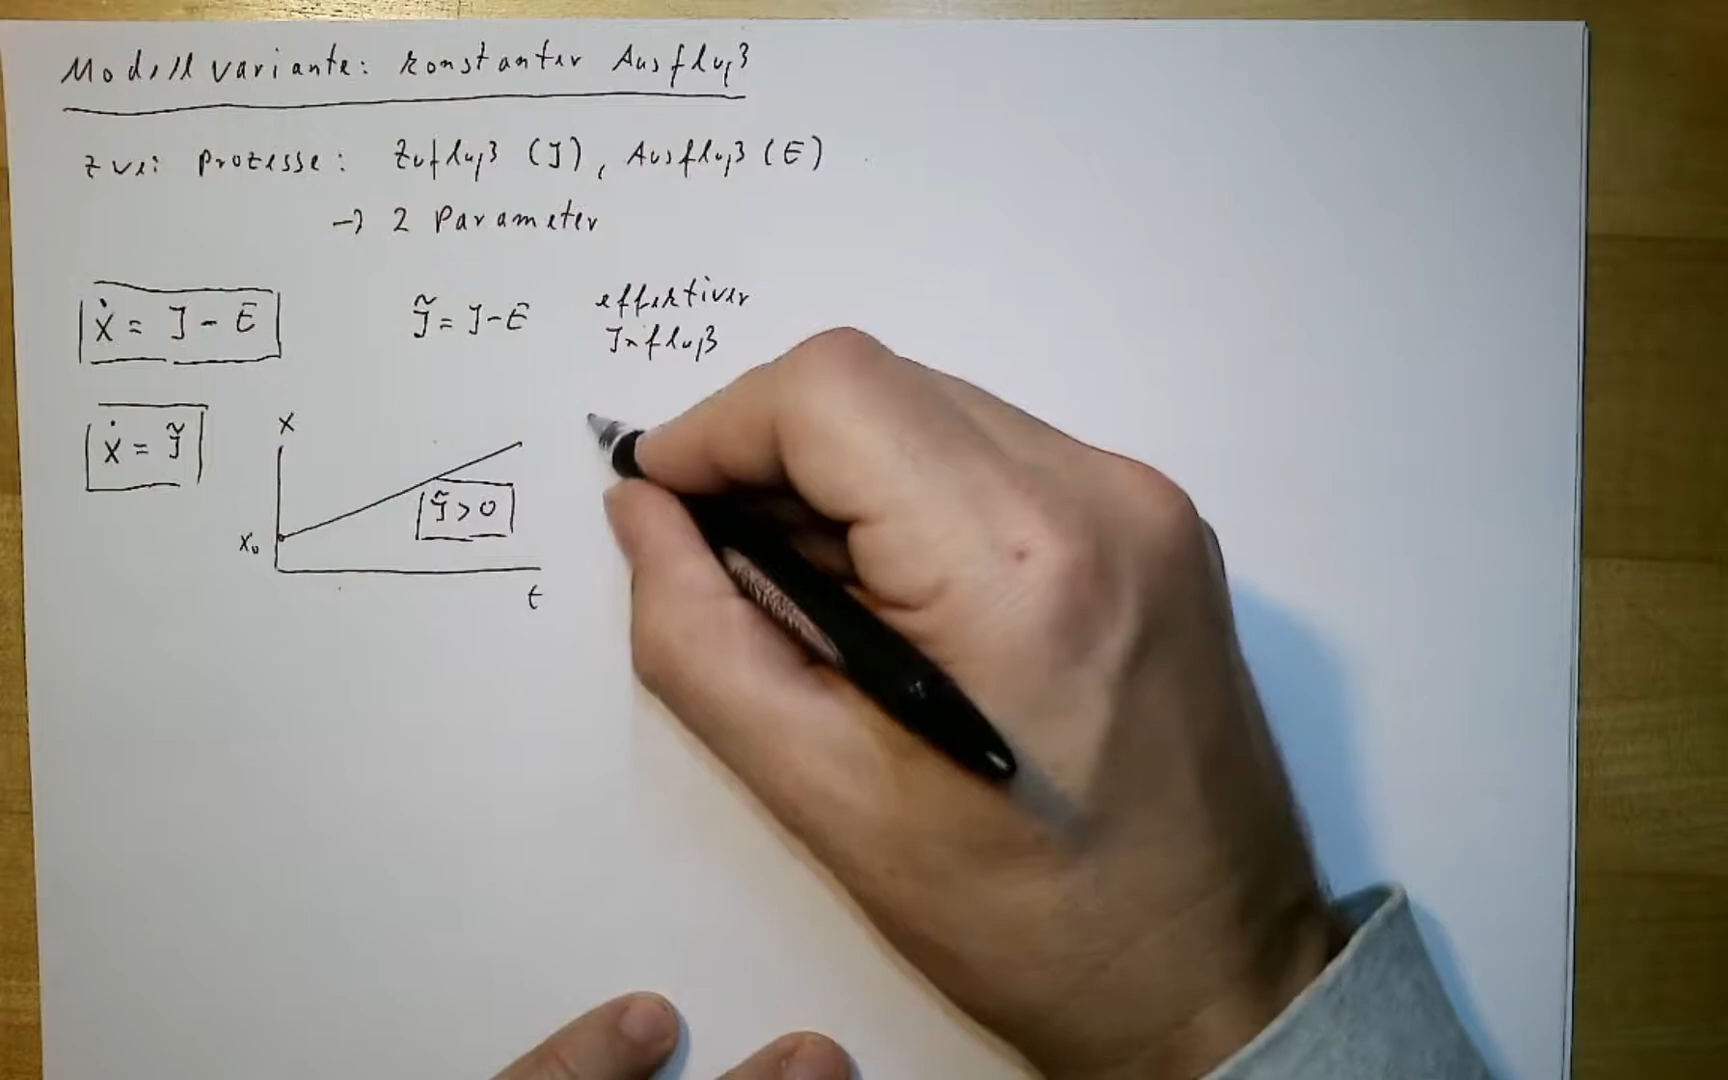 Modellvariante: konstanter Ausfluß
zwei Prozesse: Zufluß (J), Ausfluß (E)
→ 2 Parameter
ẋ = J - E
J̃ = J - E
effektiver
Influß
ẋ = J̃
x
J̃ > 0
x₀
t